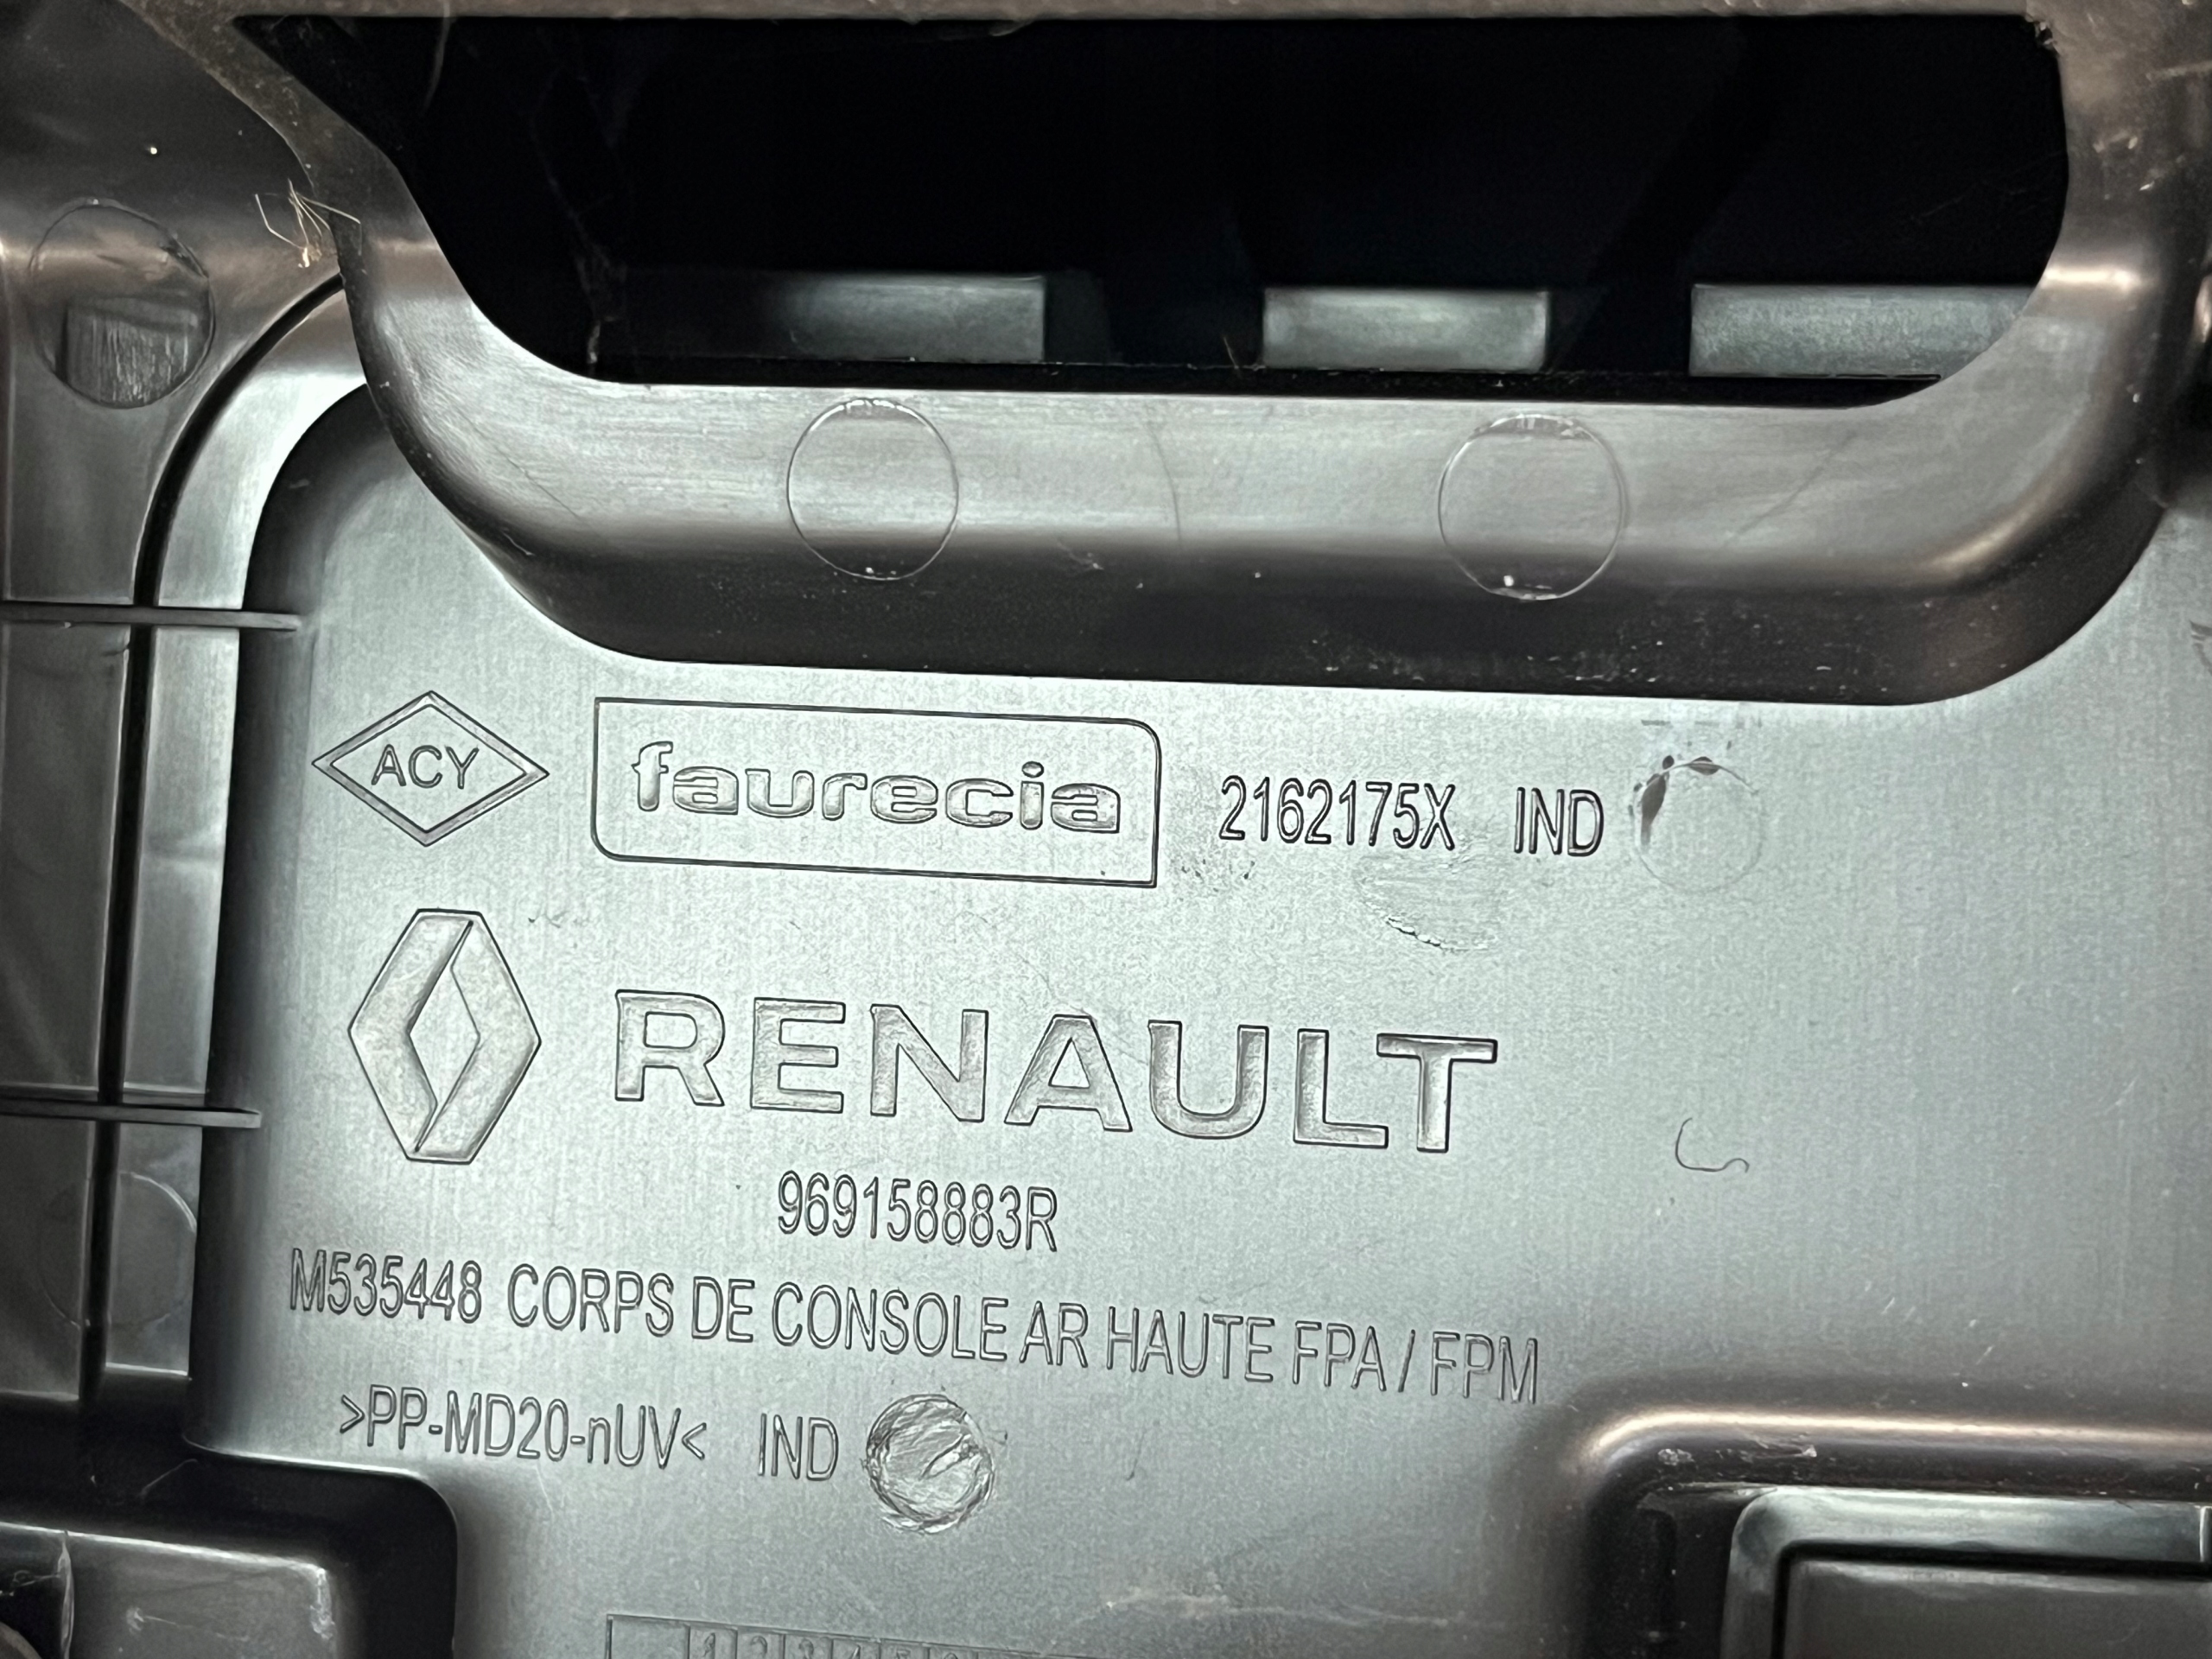 ACY faurecia 2162175X IND
RENAULT
969158883R
M535448 CORPS DE CONSOLE AR HAUTE FPA / FPM
>PP-MD20-nUV< IND